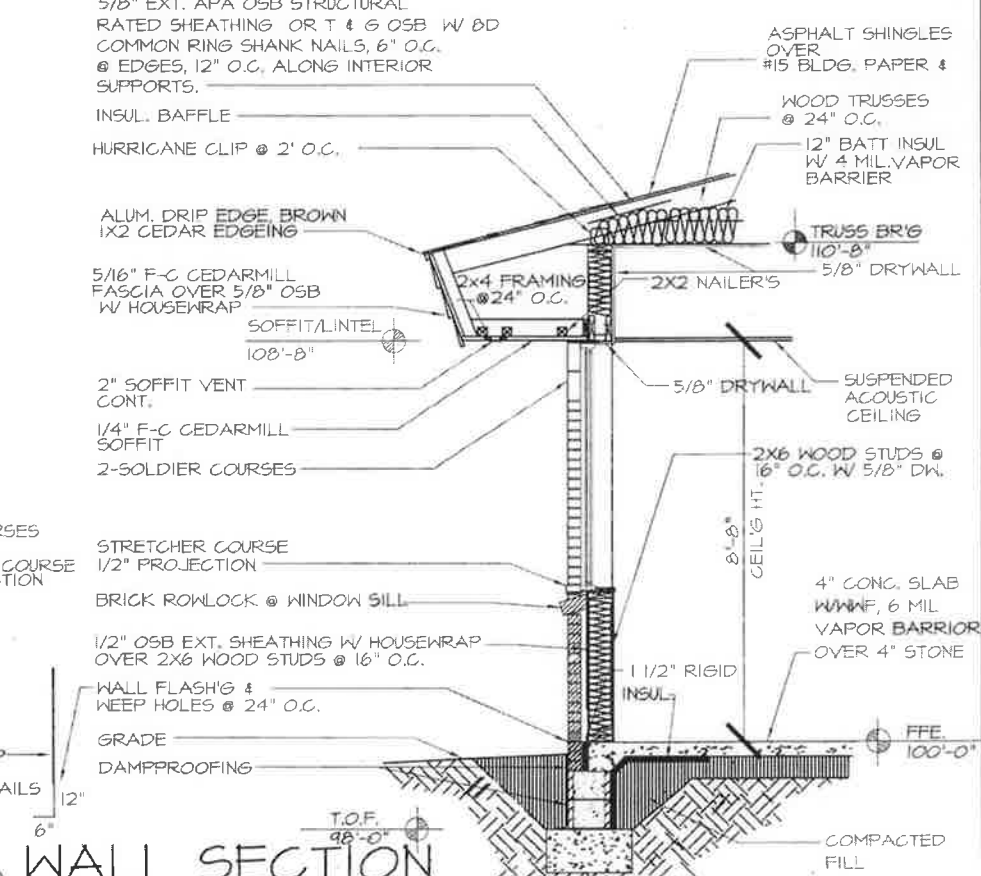 5/8" EXT. APA OSB STRUCTURAL
RATED SHEATHING OR T & G OSB W/ 8D
COMMON RING SHANK NAILS, 6" O.C.
@ EDGES, 12" O.C. ALONG INTERIOR
SUPPORTS.
INSUL. BAFFLE
HURRICANE CLIP @ 2' O.C.
ALUM. DRIP EDGE, BROWN
1X2 CEDAR EDGEING
5/16" F-C CEDARMILL
FASCIA OVER 5/8" OSB
W/ HOUSEWRAP
SOFFIT/LINTEL
108'-8"
2" SOFFIT VENT
CONT.
1/4" F-C CEDARMILL
SOFFIT
2-SOLDIER COURSES
STRETCHER COURSE
1/2" PROJECTION
BRICK ROWLOCK @ WINDOW SILL
1/2" OSB EXT. SHEATHING W/ HOUSEWRAP
OVER 2X6 WOOD STUDS @ 16" O.C.
WALL FLASH'G &
WEEP HOLES @ 24" O.C.
GRADE
DAMPPROOFING
T.O.F.
98'-0"
ASPHALT SHINGLES
OVER
#15 BLDG. PAPER &
WOOD TRUSSES
@ 24" O.C.
12" BATT INSUL
W/ 4 MIL.VAPOR
BARRIER
TRUSS BR'G
110'-8"
5/8" DRYWALL
2X2 NAILER'S
2x4 FRAMING
@24" O.C.
5/8" DRYWALL
SUSPENDED
ACOUSTIC
CEILING
2X6 WOOD STUDS @
16" O.C. W/ 5/8" DW.
8'-8"
CEIL'G HT.
4" CONC. SLAB
W/WWF, 6 MIL
VAPOR BARRIOR
OVER 4" STONE
1 1/2" RIGID
INSUL.
FFE.
100'-0"
COMPACTED
FILL
COURSE
12"
6"
WALL SECTION